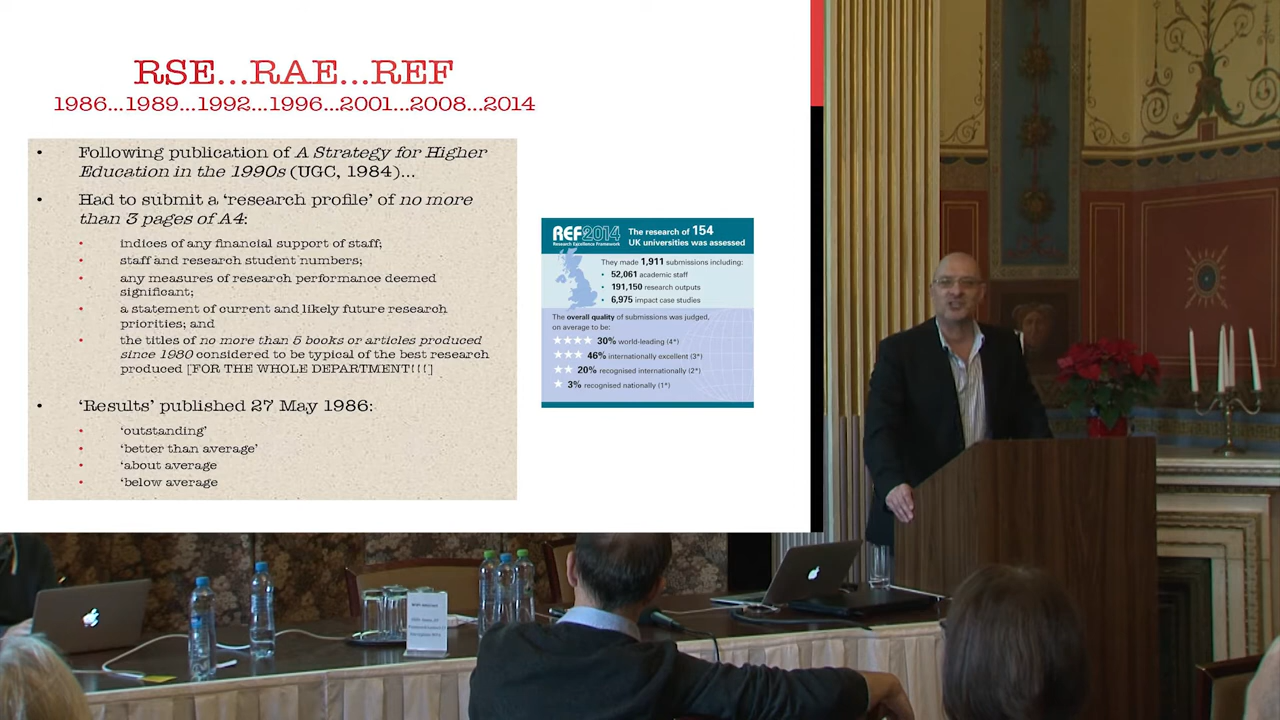 RSE...RAE...REF
1986...1989...1992...1996...2001...2008...2014
• Following publication of A Strategy for Higher
Education in the 1990s (UGC, 1984)...
• Had to submit a 'research profile' of no more
than 3 pages of A4:
• indices of any financial support of staff;
• staff and research student numbers;
• any measures of research performance deemed
significant;
• a statement of current and likely future research
priorities; and
• the titles of no more than 5 books or articles produced
since 1980 considered to be typical of the best research
produced [FOR THE WHOLE DEPARTMENT!!!]
• 'Results' published 27 May 1986:
• 'outstanding'
• 'better than average'
• 'about average
• 'below average
REF2014
Research Excellence Framework
The research of 154
UK universities was assessed
They made 1,911 submissions including:
• 52,061 academic staff
• 191,150 research outputs
• 6,975 impact case studies
The overall quality of submissions was judged,
on average to be:
30% world-leading (4*)
46% internationally excellent (3*)
20% recognised internationally (2*)
3% recognised nationally (1*)